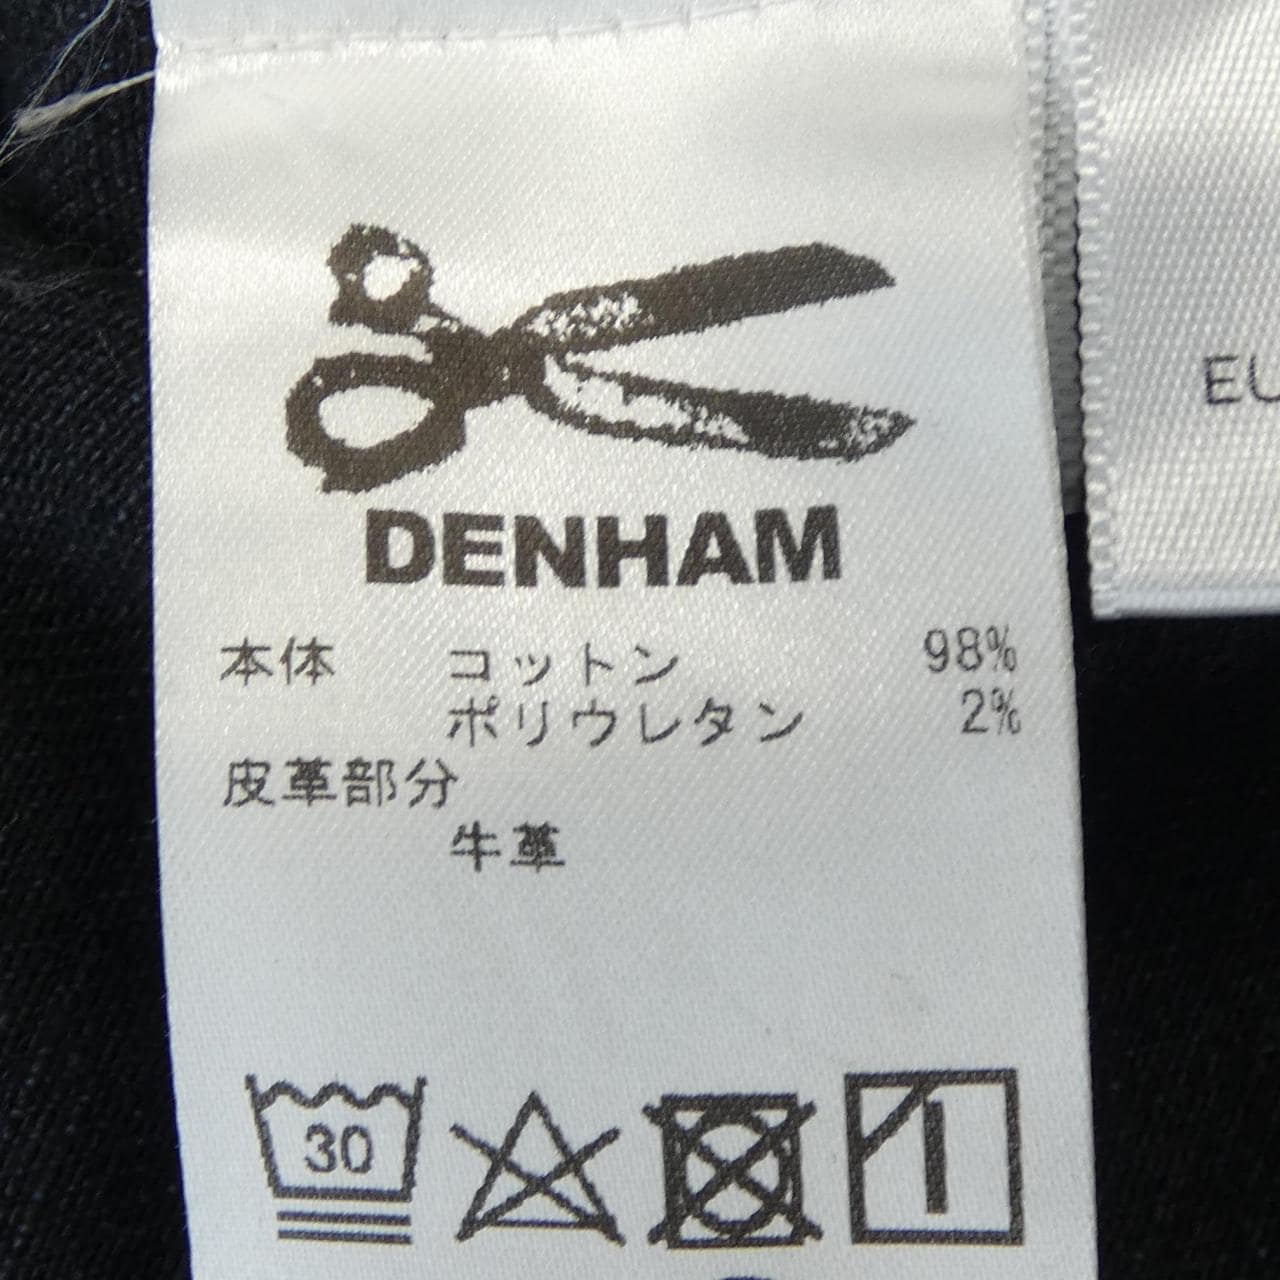 DENHAM
本体 コットン 98%
ポリウレタン 2%
皮革部分
牛革
30
EU